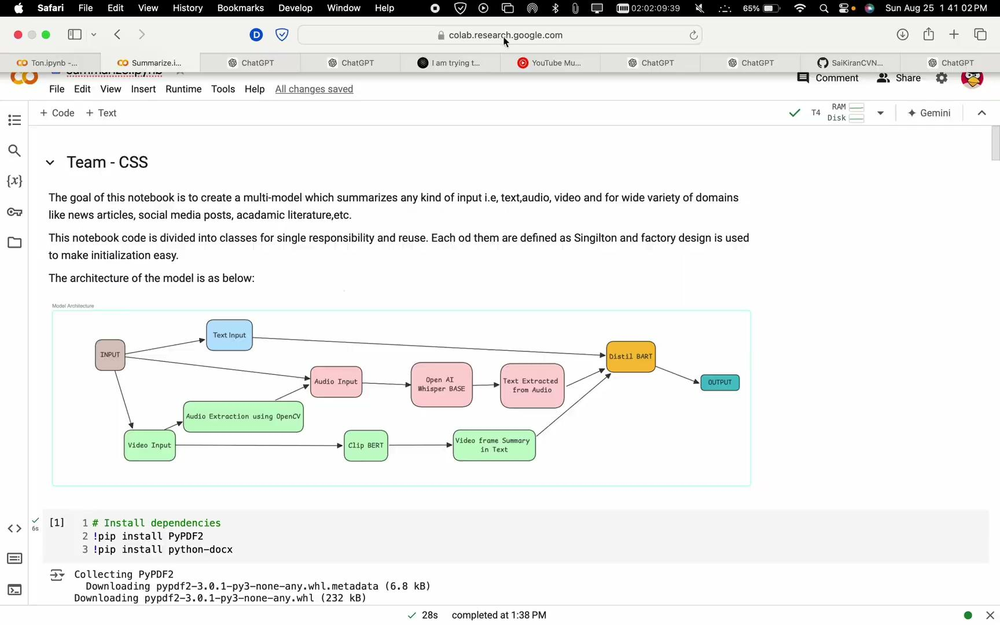 Safari File Edit View History Bookmarks Develop Window Help 02:02:09:39 65% Sun Aug 25 1 41 02 PM
D colab.research.google.com
Ton.ipynb -... Summarize.i... ChatGPT ChatGPT I am trying t... YouTube Mu... ChatGPT ChatGPT SaiKiranCVN... ChatGPT
Comment Share
File Edit View Insert Runtime Tools Help All changes saved
+ Code + Text T4 RAM Disk Gemini
Team - CSS
The goal of this notebook is to create a multi-model which summarizes any kind of input i.e, text,audio, video and for wide variety of domains
like news articles, social media posts, acadamic literature,etc.
This notebook code is divided into classes for single responsibility and reuse. Each od them are defined as Singilton and factory design is used
to make initialization easy.
The architecture of the model is as below:
Model Architecture
Text Input
INPUT
Distil BART
Audio Input
Open AI
Whisper BASE
Text Extracted
from Audio
OUTPUT
Audio Extraction using OpenCV
Video Input
Clip BERT
Video frame Summary
in Text
6s
[1] 1 # Install dependencies
2 !pip install PyPDF2
3 !pip install python-docx
Collecting PyPDF2
Downloading pypdf2-3.0.1-py3-none-any.whl.metadata (6.8 kB)
Downloading pypdf2-3.0.1-py3-none-any.whl (232 kB)
28s completed at 1:38 PM